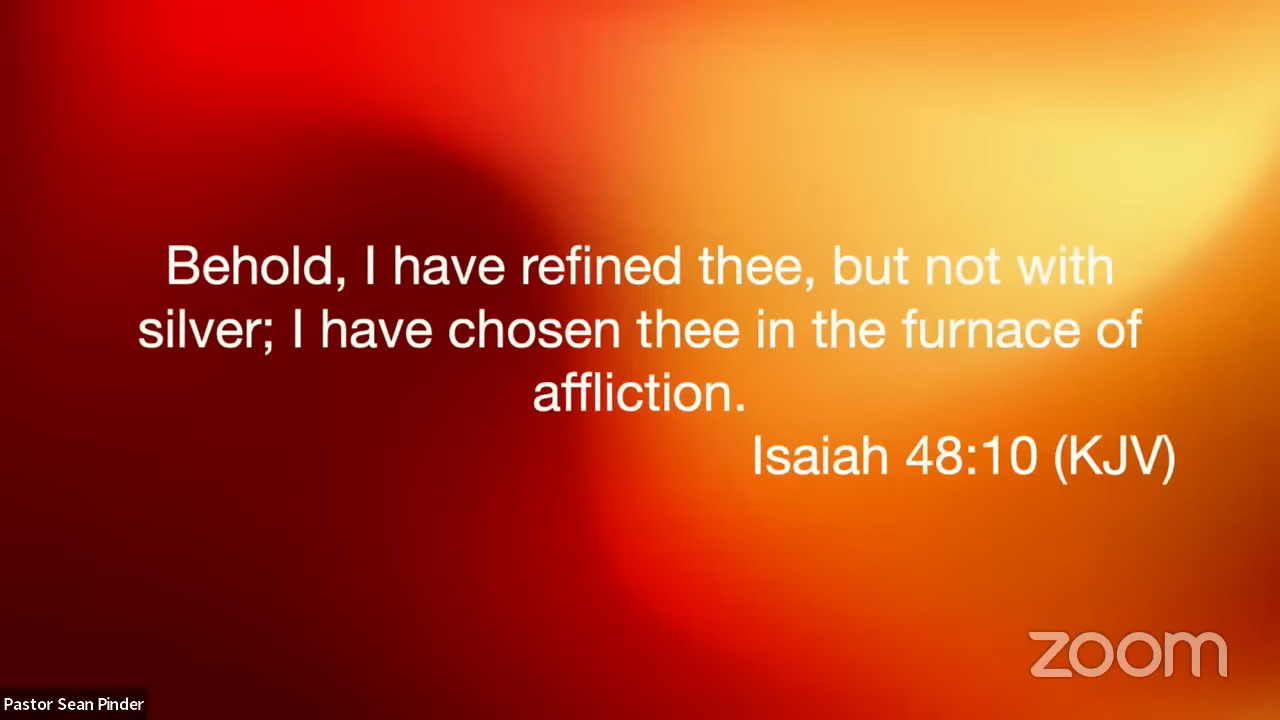 Behold, I have refined thee, but not with
silver; I have chosen thee in the furnace of
affliction.
Isaiah 48:10 (KJV)
zoom
Pastor Sean Pinder